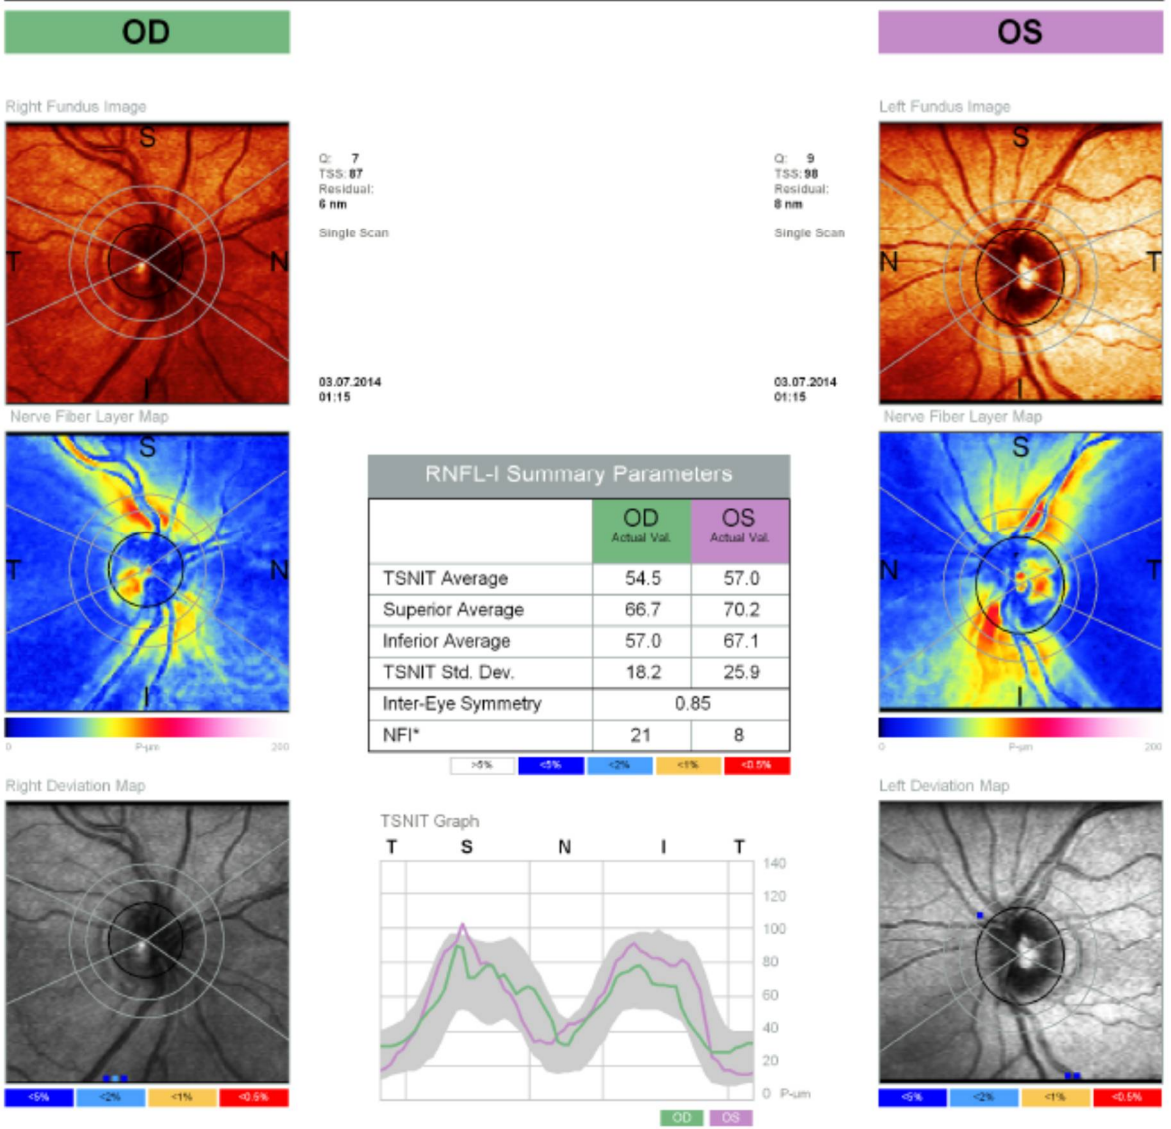 OD
OS
Right Fundus Image
Left Fundus Image
S
T
N
I
Q: 7
TSS: 87
Residual:
6 nm
Single Scan
03.07.2014
01:15
Q: 9
TSS: 98
Residual:
8 nm
Single Scan
03.07.2014
01:15
S
N
T
I
Nerve Fiber Layer Map
Nerve Fiber Layer Map
S
T
N
I
0 P-µm 200
S
N
T
I
0 P-µm 200
RNFL-I Summary Parameters
OD OS
Actual Val. Actual Val.
TSNIT Average 54.5 57.0
Superior Average 66.7 70.2
Inferior Average 57.0 67.1
TSNIT Std. Dev. 18.2 25.9
Inter-Eye Symmetry 0.85
NFI* 21 8
>5% <5% <2% <1% <0.5%
Right Deviation Map
Left Deviation Map
<5% <2% <1% <0.5%
TSNIT Graph
T S N I T
140
120
100
80
60
40
20
0 P-um
OD OS
<5% <2% <1% <0.5%